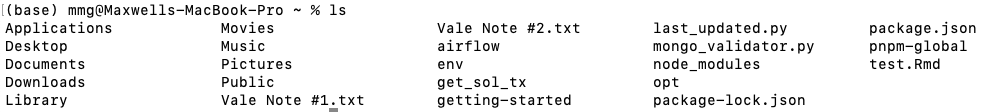 (base) mmg@Maxwells-MacBook-Pro ~ % ls
Applications Movies Vale Note #2.txt last_updated.py package.json
Desktop Music airflow mongo_validator.py pnpm-global
Documents Pictures env node_modules test.Rmd
Downloads Public get_sol_tx opt
Library Vale Note #1.txt getting-started package-lock.json